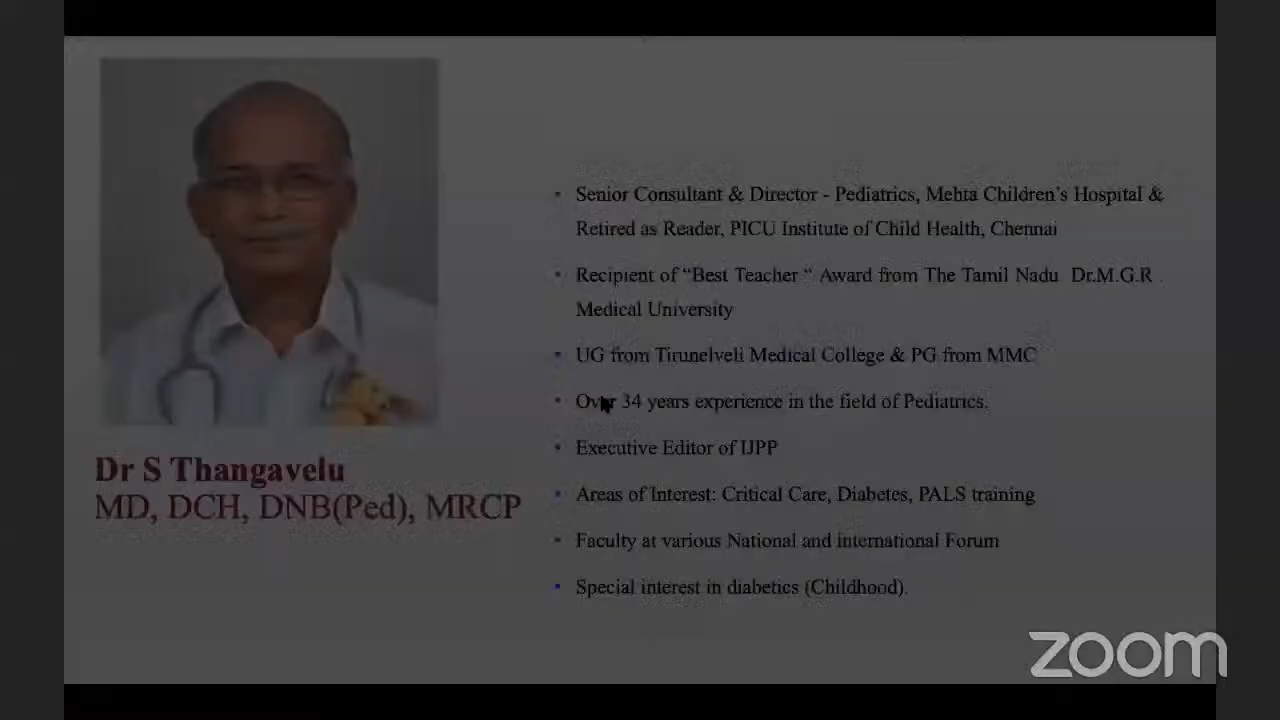 Senior Consultant & Director - Pediatrics, Mehta Children's Hospital &
Retired as Reader, PICU Institute of Child Health, Chennai
Recipient of “Best Teacher “ Award from The Tamil Nadu Dr.M.G.R .
Medical University
UG from Tirunelveli Medical College & PG from MMC
Over 34 years experience in the field of Pediatrics.
Executive Editor of IJPP
Areas of Interest: Critical Care, Diabetes, PALS training
Faculty at various National and international Forum
Special interest in diabetics (Childhood).
Dr S Thangavelu
MD, DCH, DNB(Ped), MRCP
zoom